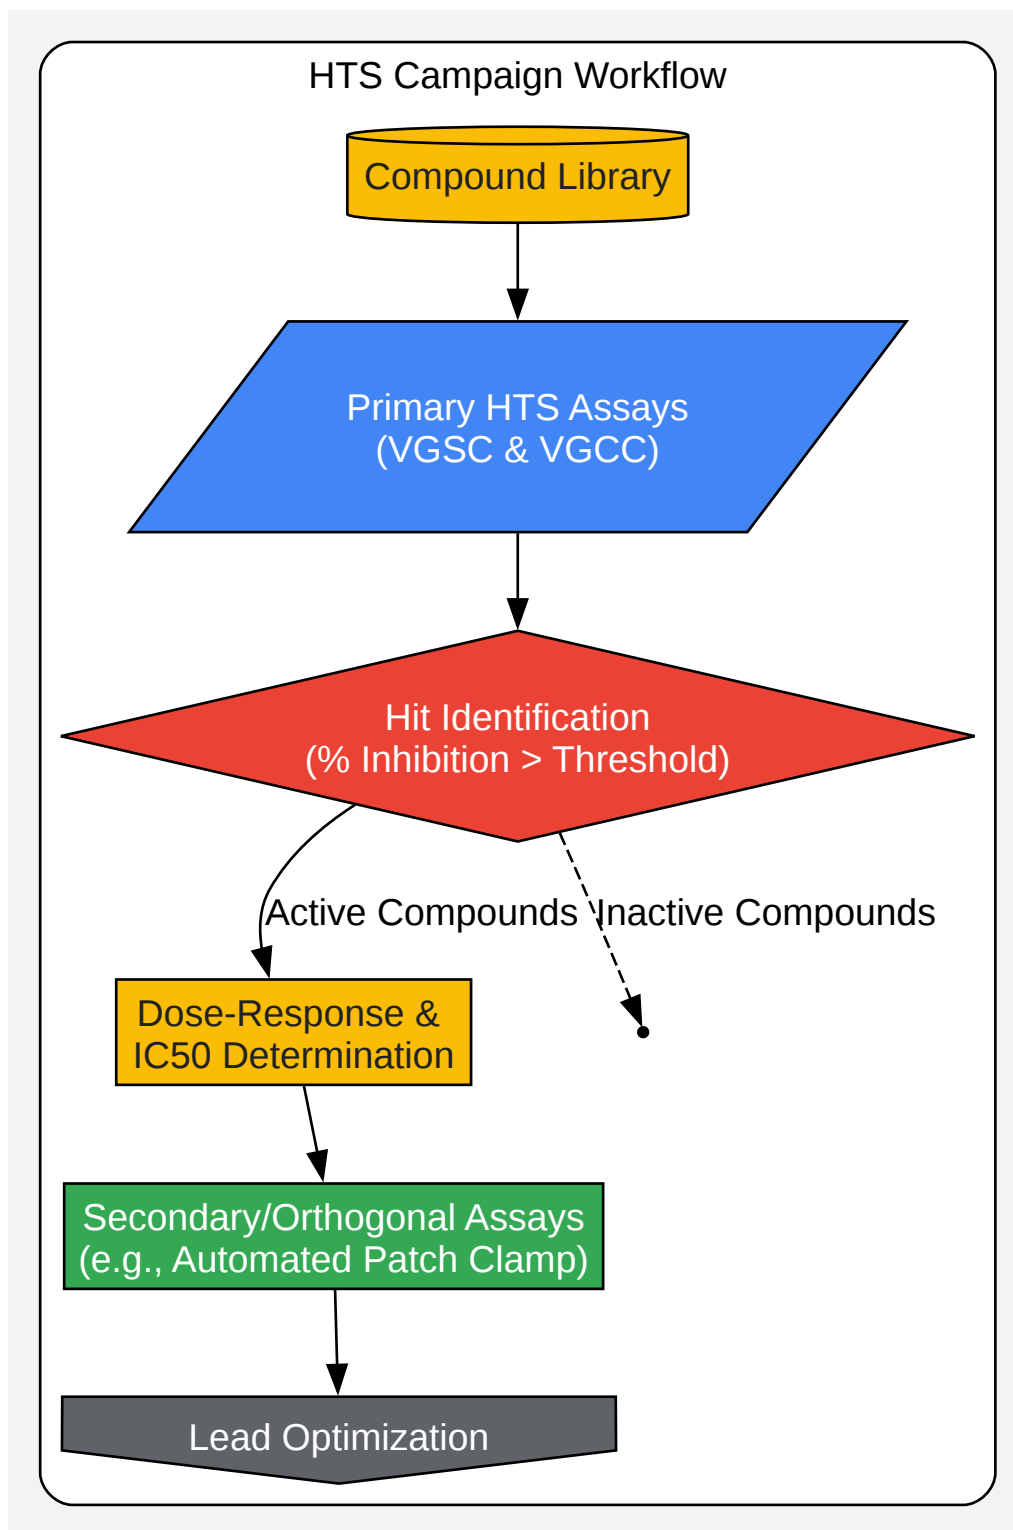 HTS Campaign Workflow
Compound Library
Primary HTS Assays
(VGSC & VGCC)
Hit Identification
(% Inhibition > Threshold)
Active Compounds
Inactive Compounds
Dose-Response &
IC50 Determination
Secondary/Orthogonal Assays
(e.g., Automated Patch Clamp)
Lead Optimization